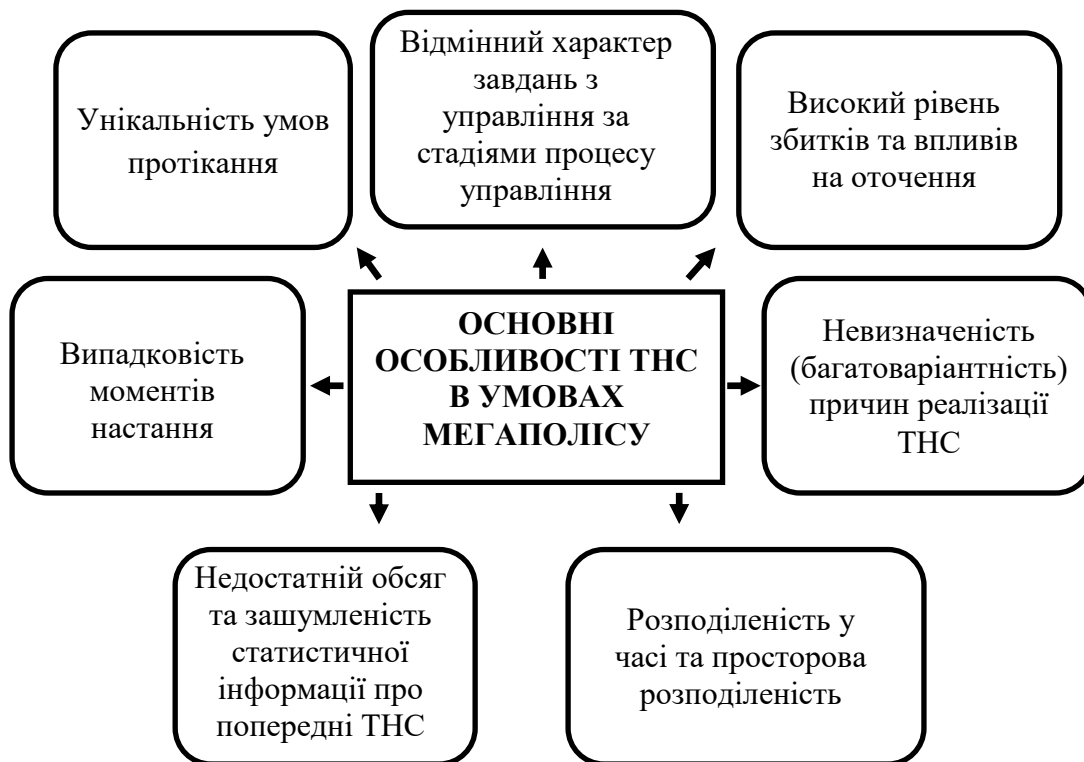 Унікальність умов
протікання
Відмінний характер
завдань з
управління за
стадіями процесу
управління
Високий рівень
збитків та впливів
на оточення
Випадковість
моментів
настання
ОСНОВНІ
ОСОБЛИВОСТІ ТНС
В УМОВАХ
МЕГАПОЛІСУ
Невизначеність
(багатоваріантність)
причин реалізації
ТНС
Недостатній обсяг
та зашумленість
статистичної
інформації про
попередні ТНС
Розподіленість у
часі та просторова
розподіленість